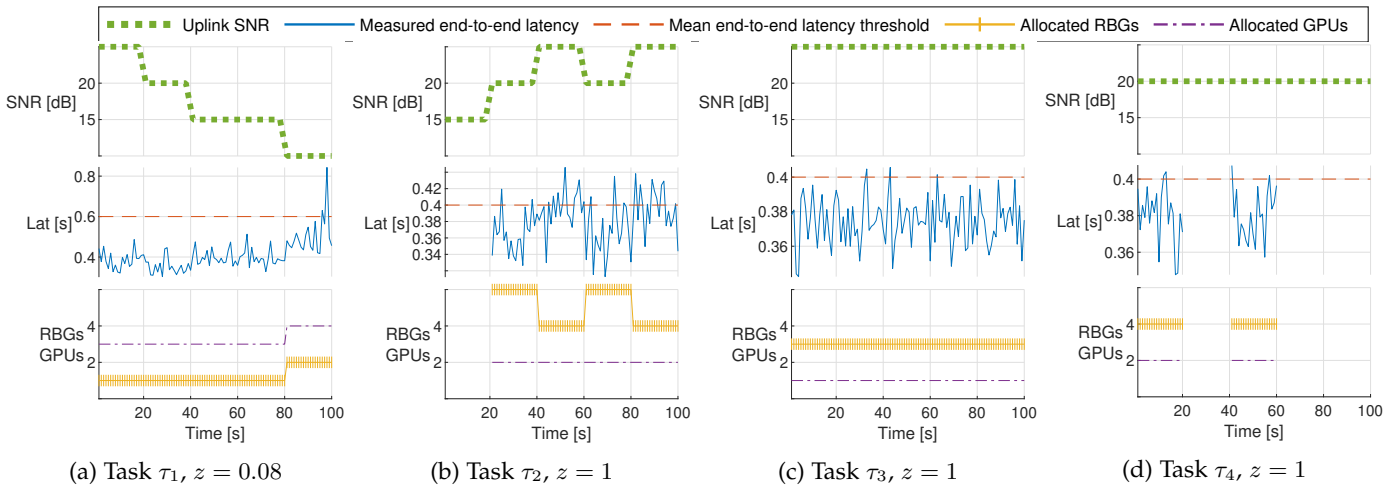 Uplink SNR Measured end-to-end latency Mean end-to-end latency threshold Allocated RBGs Allocated GPUs
20
SNR [dB]
15
0.8
0.6
Lat [s]
0.4
RBGs 4
GPUs 2
20 40 60 80 100
Time [s]
(a) Task τ1, z = 0.08
20
SNR [dB]
15
0.42
0.4
Lat [s]
0.38
0.36
0.34
RBGs 4
GPUs 2
20 40 60 80 100
Time [s]
(b) Task τ2, z = 1
20
SNR [dB]
15
0.4
Lat [s]
0.36
RBGs 4
GPUs 2
20 40 60 80 100
Time [s]
(c) Task τ3, z = 1
20
SNR [dB]
15
0.4
Lat [s]
0.38
0.36
RBGs 4
GPUs 2
20 40 60 80 100
Time [s]
(d) Task τ4, z = 1